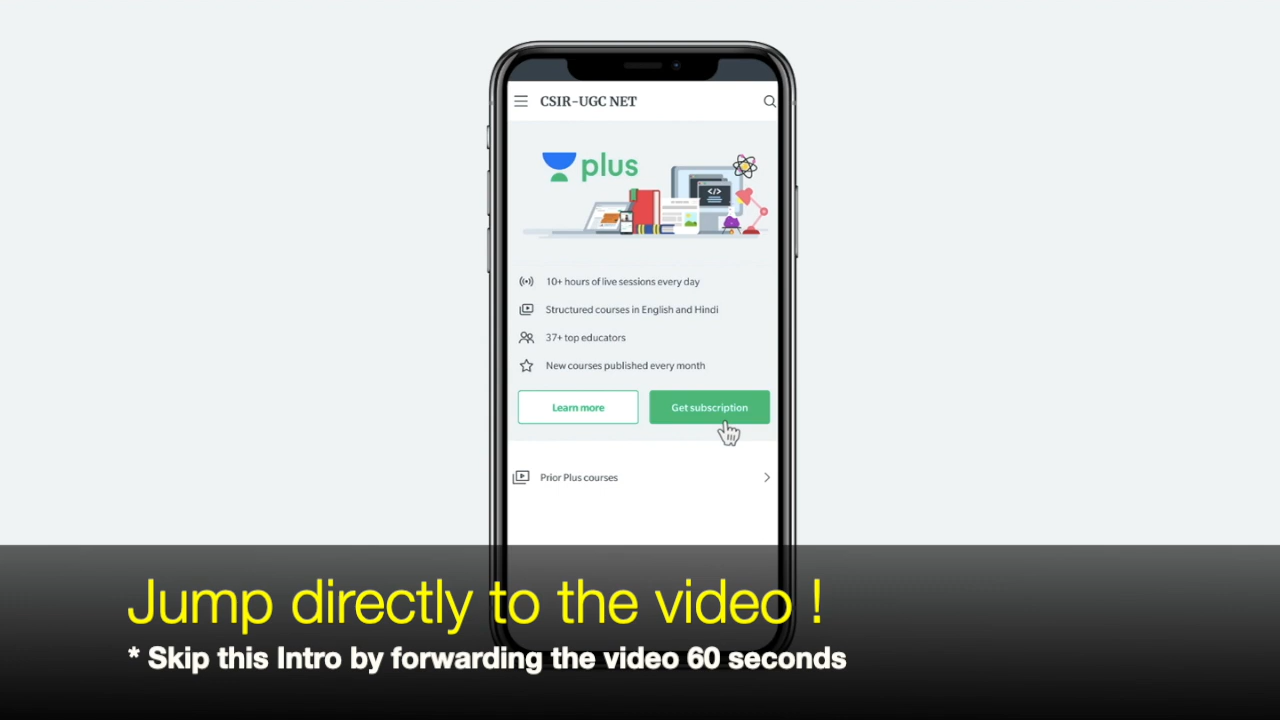 CSIR-UGC NET
plus
</>
10+ hours of live sessions every day
Structured courses in English and Hindi
37+ top educators
New courses published every month
Learn more
Get subscription
Prior Plus courses
Jump directly to the video !
* Skip this Intro by forwarding the video 60 seconds